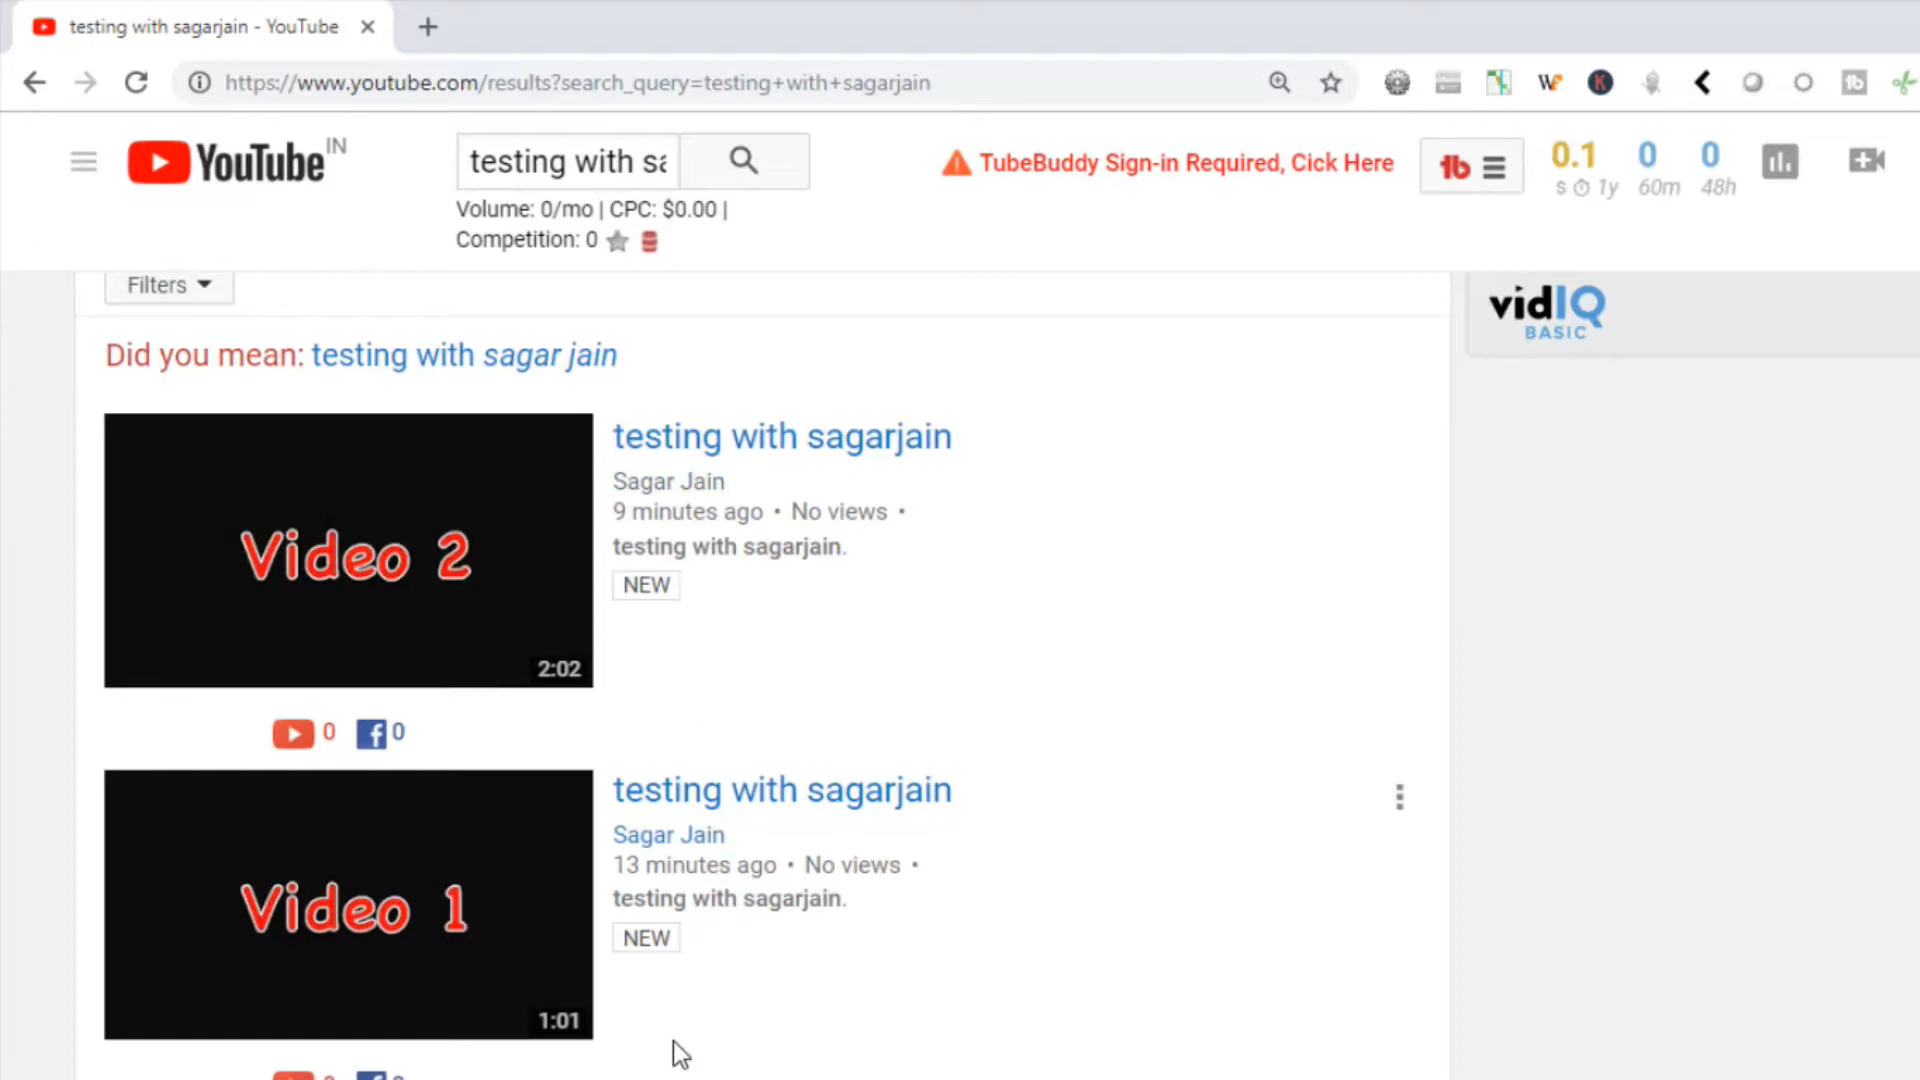 testing with sagarjain - YouTube
https://www.youtube.com/results?search_query=testing+with+sagarjain
YouTube IN
testing with sa
TubeBuddy Sign-in Required, Cick Here
0.1 0 0
$ 1y 60m 48h
Volume: 0/mo | CPC: $0.00 |
Competition: 0
Filters
vidIQ
BASIC
Did you mean: testing with sagar jain
Video 2
2:02
testing with sagarjain
Sagar Jain
9 minutes ago • No views •
testing with sagarjain.
NEW
0 0
Video 1
1:01
testing with sagarjain
Sagar Jain
13 minutes ago • No views •
testing with sagarjain.
NEW